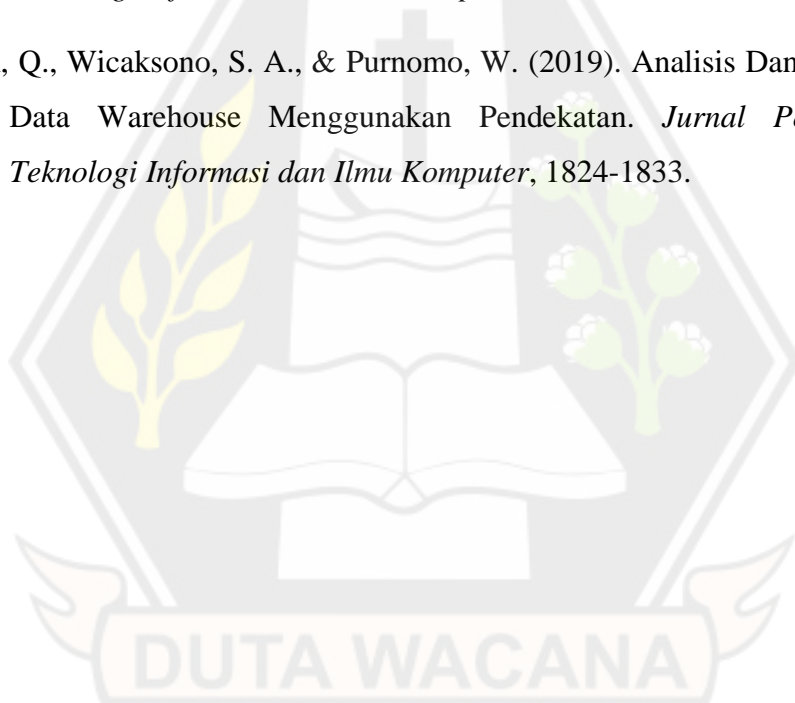 , Q., Wicaksono, S. A., & Purnomo, W. (2019). Analisis Dan
Data Warehouse Menggunakan Pendekatan. Jurnal
Teknologi Informasi dan Ilmu Komputer, 1824-1833.
DUTA WACANA